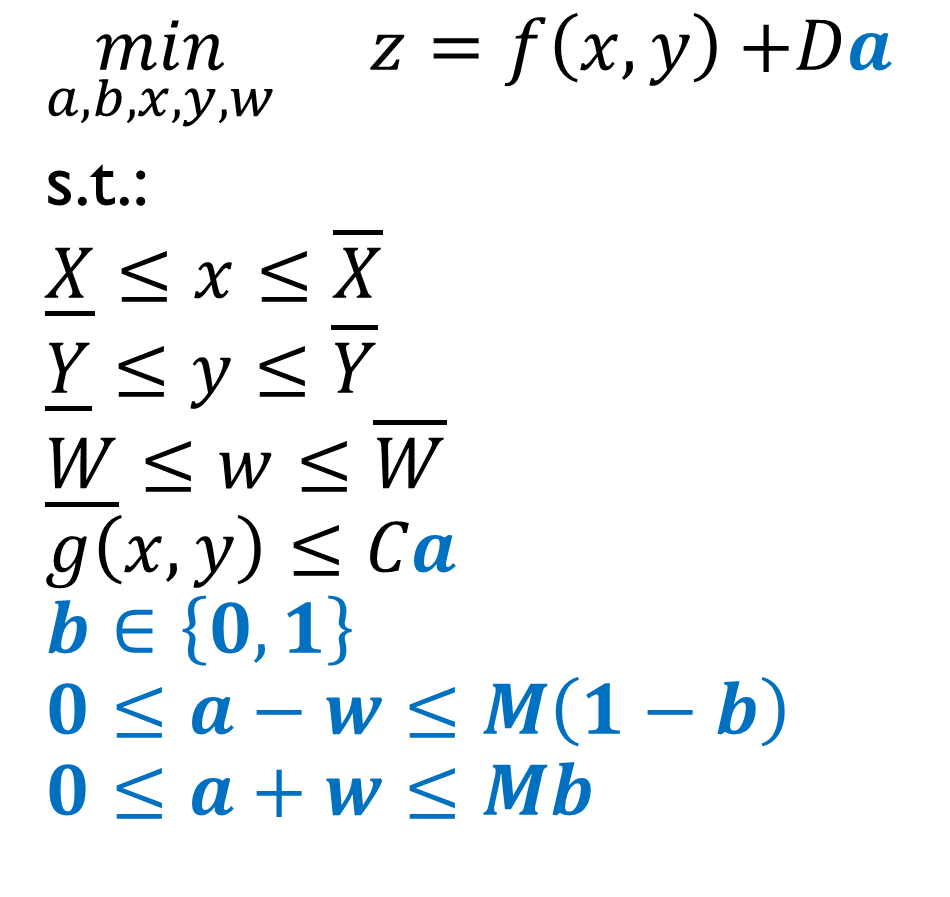 min z = f(x, y) +Da
a,b,x,y,w
s.t.:
X̲ ≤ x ≤ X̅
Y̲ ≤ y ≤ Y̅
W̲ ≤ w ≤ W̅
g(x, y) ≤ Ca
b ∈ {0, 1}
0 ≤ a − w ≤ M(1 − b)
0 ≤ a + w ≤ Mb